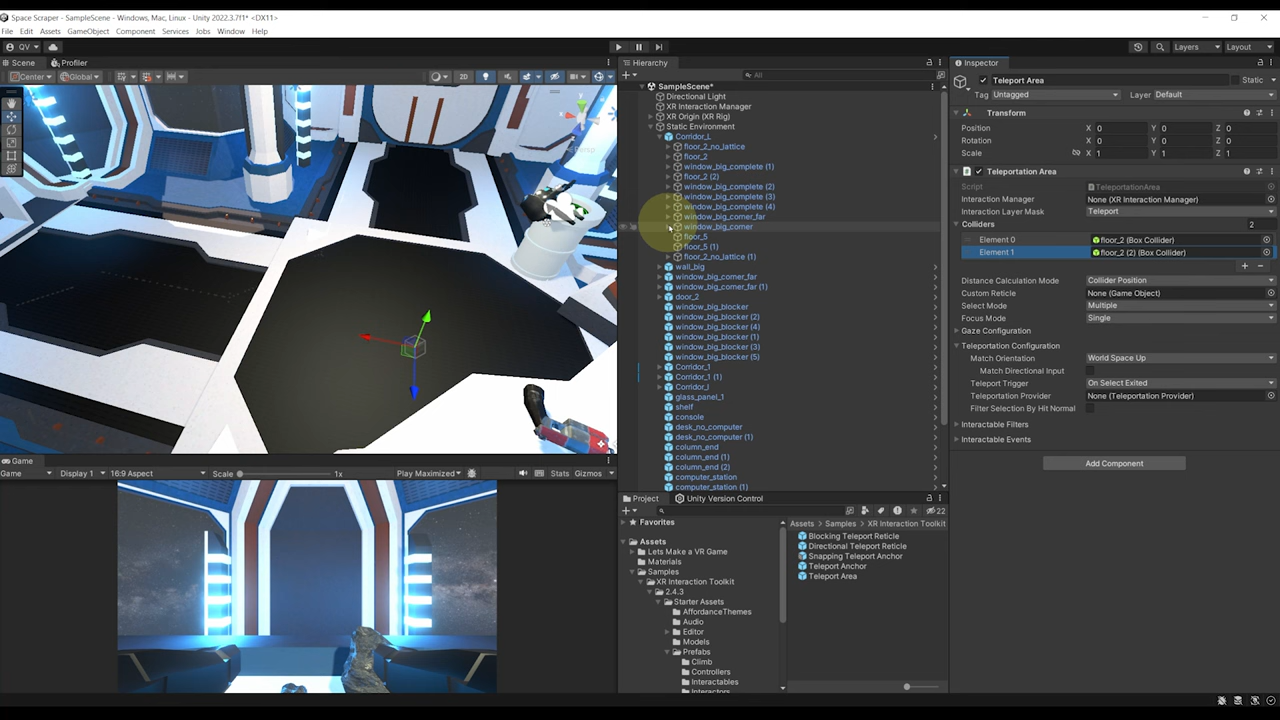 Space Scraper - SampleScene - Windows, Mac, Linux - Unity 2022.3.7f1* <DX11>
File Edit Assets GameObject Component Services Jobs Window Help
QV
Layers Layout
Scene Profiler
Center Global
2D
Persp
Hierarchy
All
SampleScene*
Directional Light
XR Interaction Manager
XR Origin (XR Rig)
Static Environment
Corridor_L
floor_2_no_lattice
floor_2
window_big_complete (1)
floor_2 (2)
window_big_complete (2)
window_big_complete (3)
window_big_complete (4)
window_big_corner_far
window_big_corner
floor_5
floor_5 (1)
floor_2_no_lattice (1)
wall_big
window_big_corner_far
window_big_corner_far (1)
door_2
window_big_blocker
window_big_blocker (2)
window_big_blocker (4)
window_big_blocker (1)
window_big_blocker (3)
window_big_blocker (5)
Corridor_1
Corridor_1 (1)
Corridor_I
glass_panel_1
shelf
console
desk_no_computer
desk_no_computer (1)
column_end
column_end (1)
column_end (2)
computer_station
computer_station (1)
Inspector
Teleport Area
Static
Tag Untagged Layer Default
Transform
Position X 0 Y 0 Z 0
Rotation X 0 Y 0 Z 0
Scale X 1 Y 1 Z 1
Teleportation Area
Script TeleportationArea
Interaction Manager None (XR Interaction Manager)
Interaction Layer Mask Teleport
Colliders 2
Element 0 floor_2 (Box Collider)
Element 1 floor_2 (2) (Box Collider)
Distance Calculation Mode Collider Position
Custom Reticle None (Game Object)
Select Mode Multiple
Focus Mode Single
Gaze Configuration
Teleportation Configuration
Match Orientation World Space Up
Match Directional Input
Teleport Trigger On Select Exited
Teleportation Provider None (Teleportation Provider)
Filter Selection By Hit Normal
Interactable Filters
Interactable Events
Add Component
Game
Game Display 1 16:9 Aspect Scale 1x Play Maximized Stats Gizmos
Project Unity Version Control
22
Favorites
Assets
Lets Make a VR Game
Materials
Samples
XR Interaction Toolkit
2.4.3
Starter Assets
AffordanceThemes
Audio
Editor
Models
Prefabs
Climb
Controllers
Interactables
Interactors
Assets > Samples > XR Interaction Toolkit
Blocking Teleport Reticle
Directional Teleport Reticle
Snapping Teleport Anchor
Teleport Anchor
Teleport Area